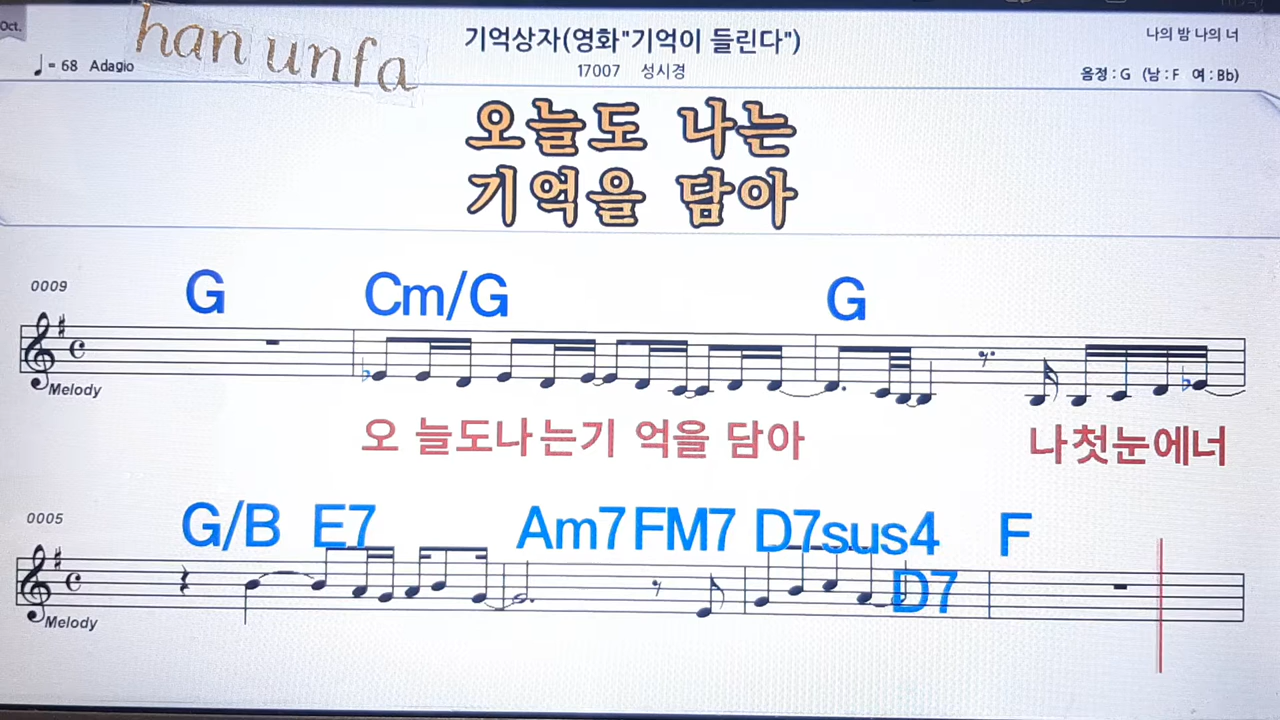 Oct.
han unfa
기억상자(영화"기억이 들린다")
나의 밤 나의 너
♩= 68 Adagio
17007 성시경
음정 : G (남 : F 여 : Bb)
오늘도 나는
기억을 담아
0009
G Cm/G G
Melody
오 늘도나는기 억을 담아 나첫눈에너
0005
G/B E7 Am7 FM7 D7sus4 F
D7
Melody